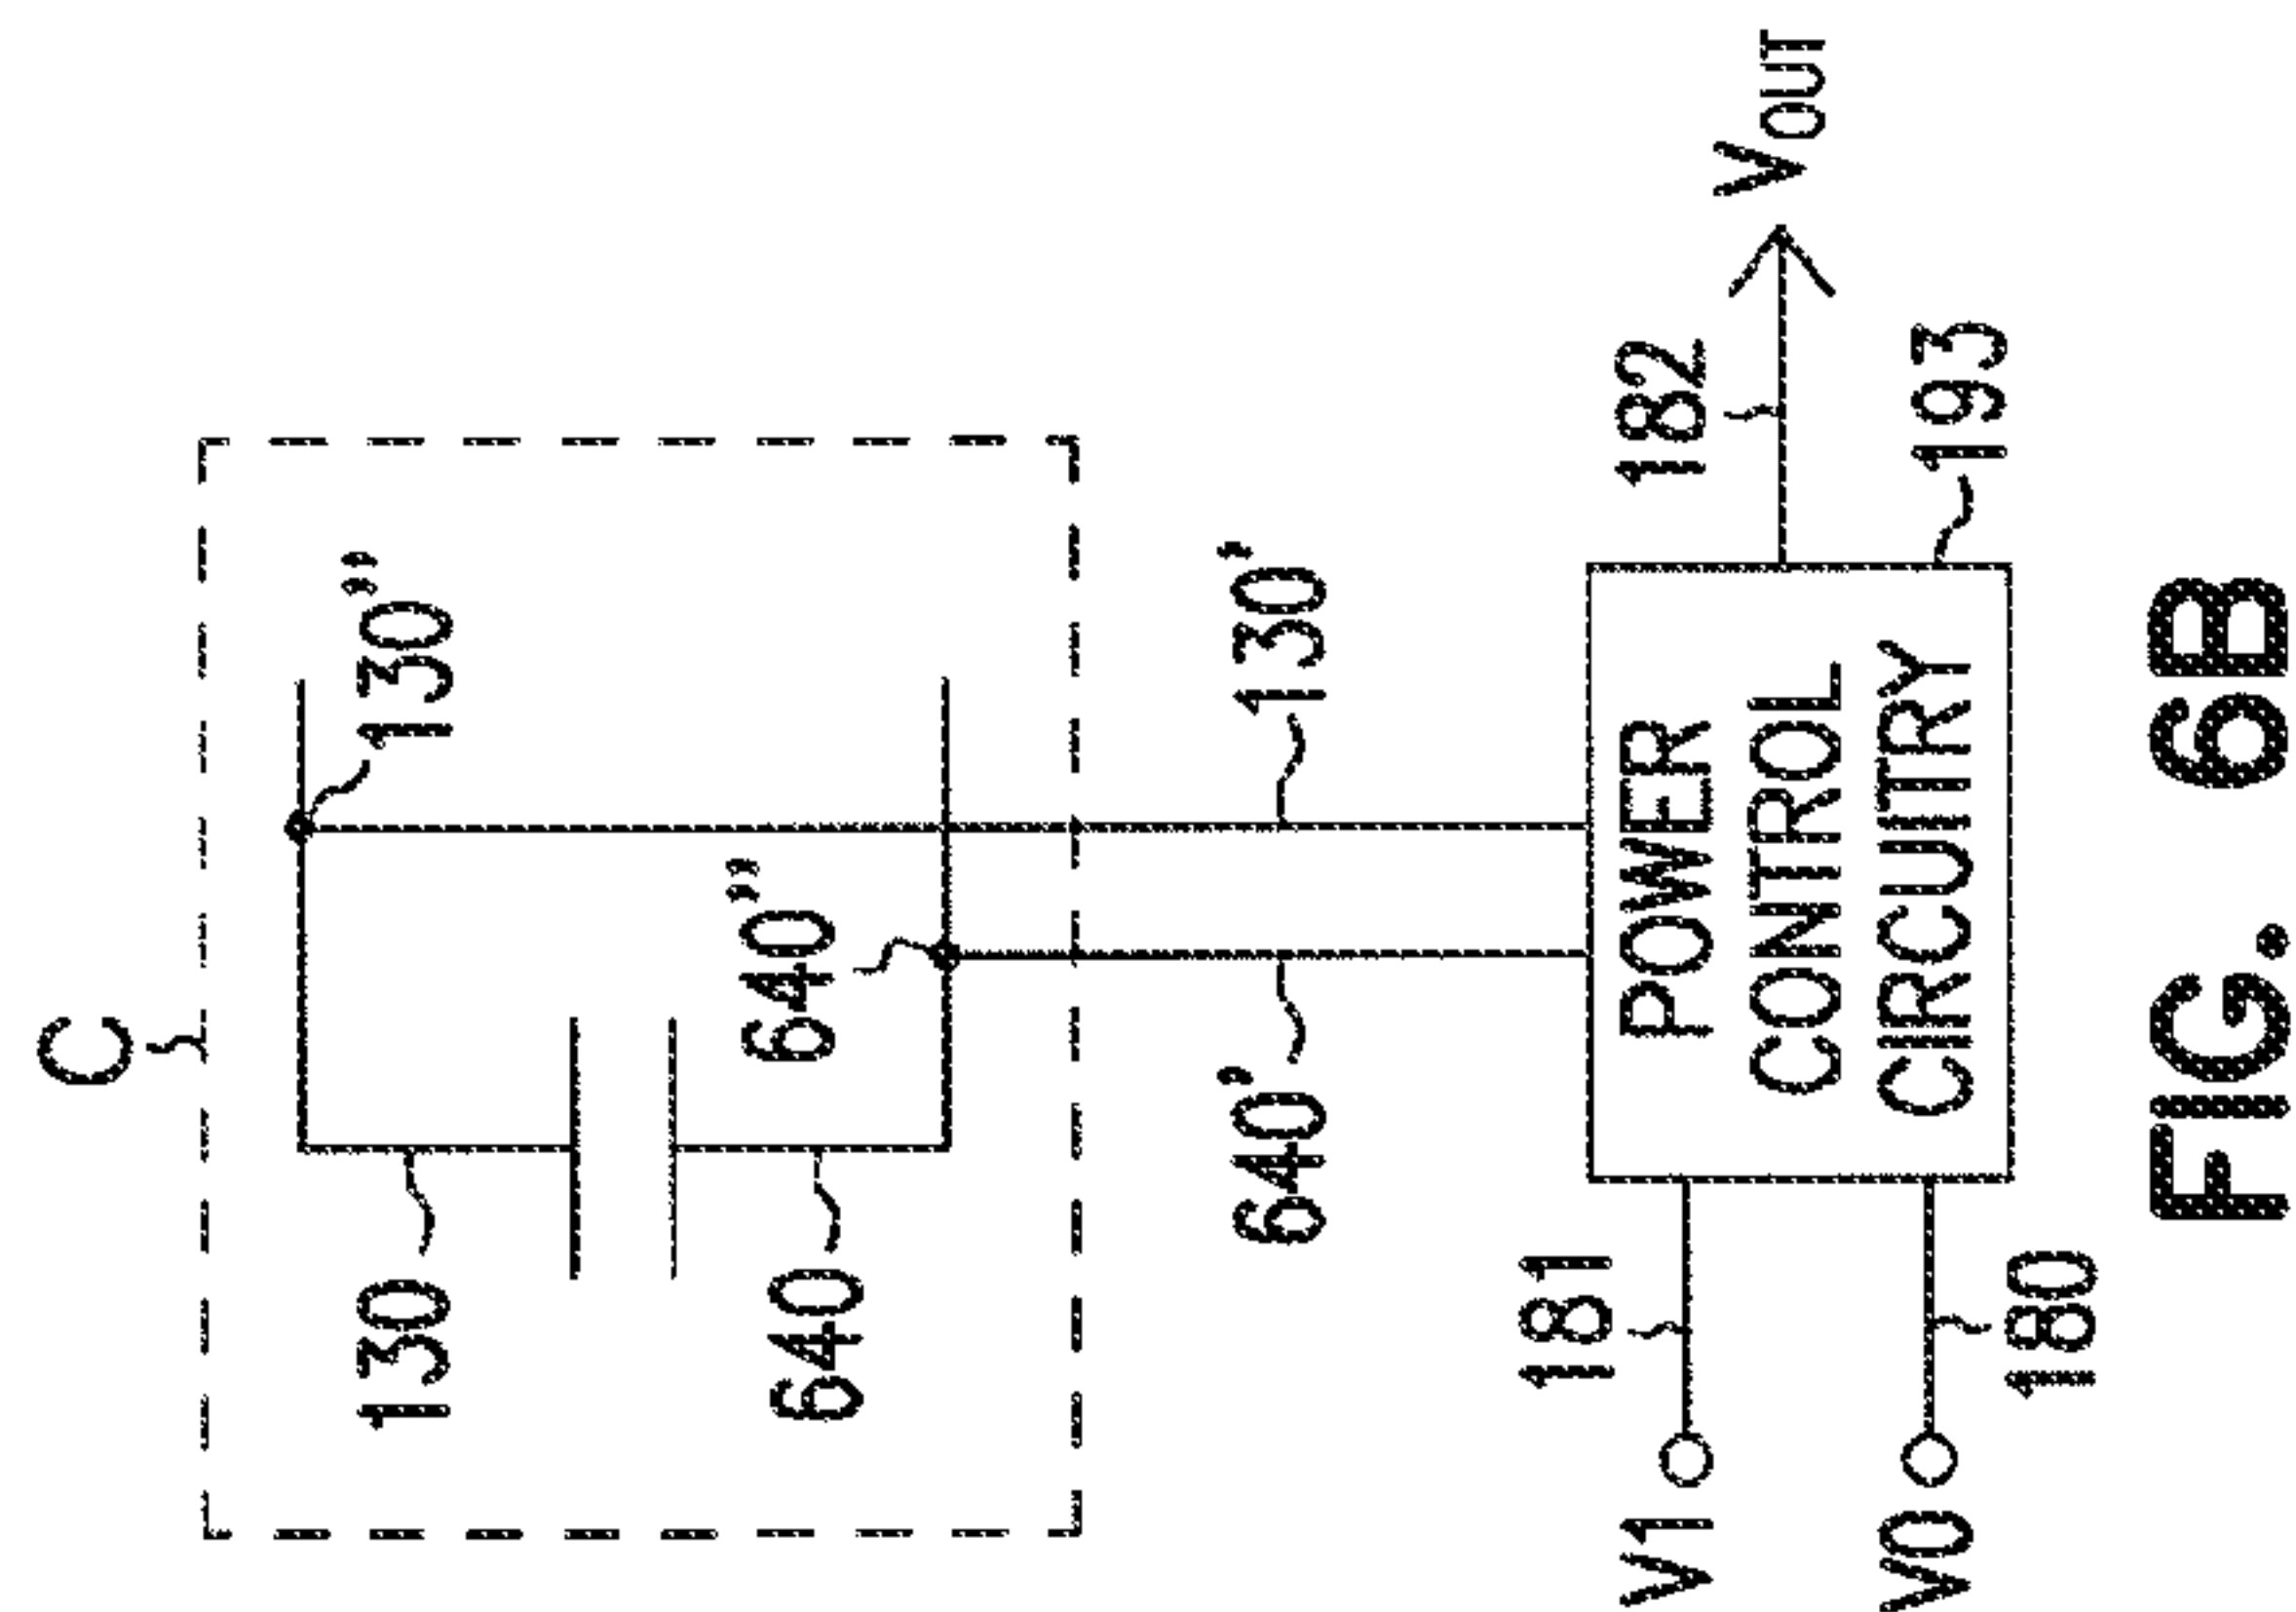 C
130"
130
640"
640
130'
640'
182
VOUT
181
V1
POWER
CONTROL
CIRCUITRY
193
V0
180
FIG. 6B